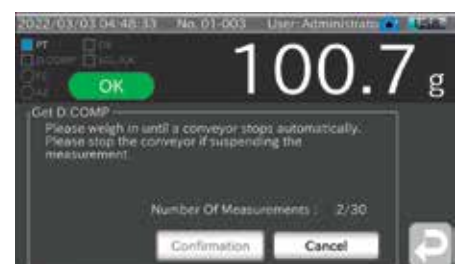 2022/03/03 04:48:33 No. 01-003 User: Administrato
PT
D.COMP
OK
100.7 g
Get D.COMP
Please weigh in until a conveyor stops automatically.
Please stop the conveyor if suspending the
measurement.
Number Of Measurements : 2/30
Confirmation Cancel